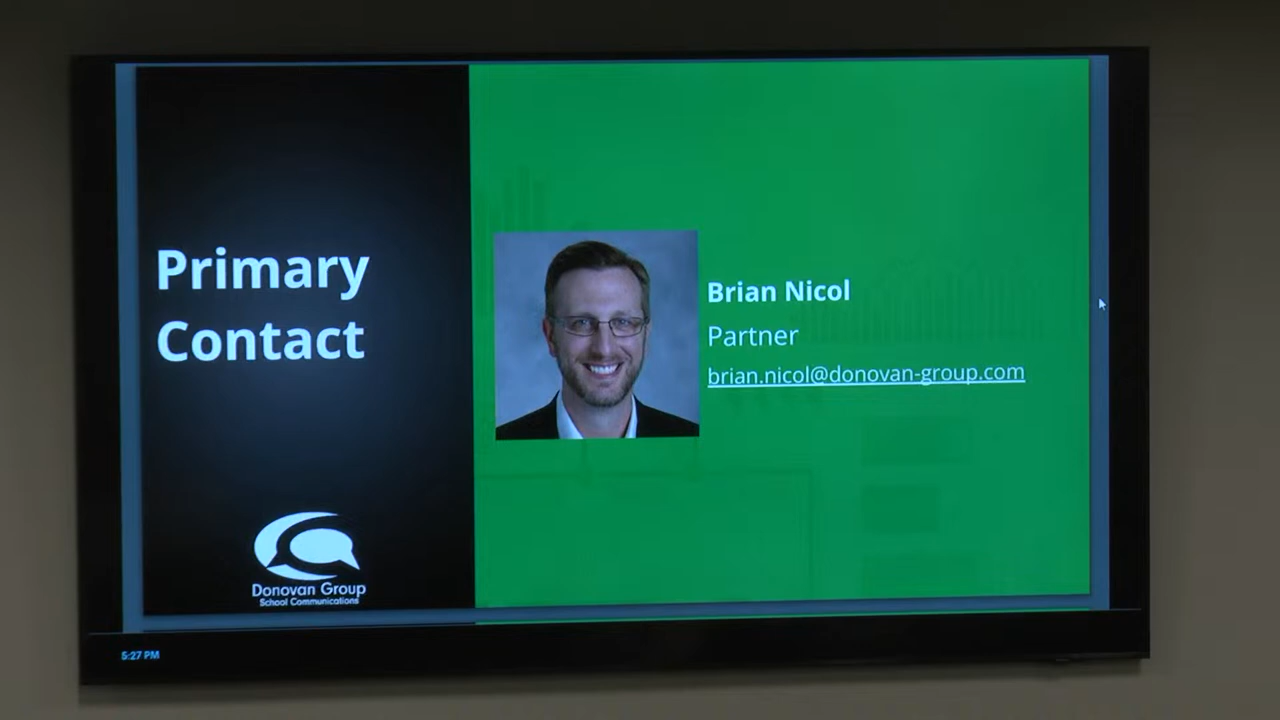 Primary
Contact
Brian Nicol
Partner
brian.nicol@donovan-group.com
Donovan Group
School Communications
5:27 PM